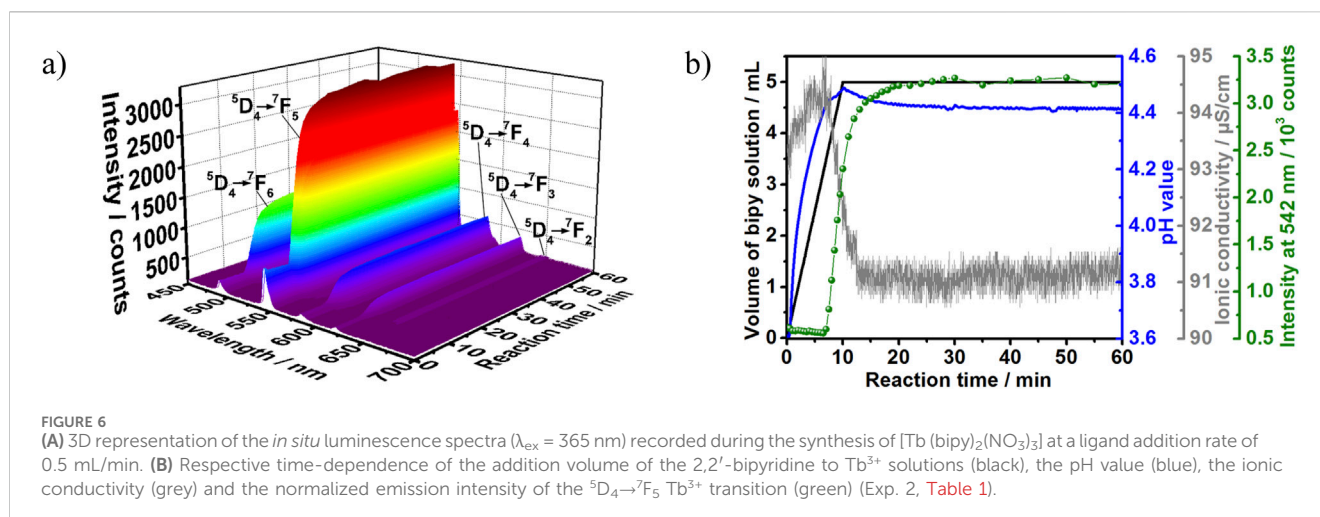 a)
Intensity / counts
3000
2500
2000
1500
1000
500
⁵D₄→⁷F₅
⁵D₄→⁷F₆
⁵D₄→⁷F₄
⁵D₄→⁷F₃
⁵D₄→⁷F₂
450
500
550
600
650
700
Wavelength / nm
0
10
20
30
40
50
60
Reaction time / min
b)
Volume of bipy solution / mL
5
4
3
2
1
0
0 10 20 30 40 50 60
Reaction time / min
4.6
4.4
4.2
4.0
3.8
3.6
pH value
95
94
93
92
91
90
Ionic conductivity / µS/cm
3.5
3.0
2.5
2.0
1.5
1.0
0.5
Intensity at 542 nm / 10³ counts
FIGURE 6
(A) 3D representation of the in situ luminescence spectra (λex = 365 nm) recorded during the synthesis of [Tb (bipy)₂(NO₃)₃] at a ligand addition rate of
0.5 mL/min. (B) Respective time-dependence of the addition volume of the 2,2′-bipyridine to Tb³⁺ solutions (black), the pH value (blue), the ionic
conductivity (grey) and the normalized emission intensity of the ⁵D₄→⁷F₅ Tb³⁺ transition (green) (Exp. 2, Table 1).